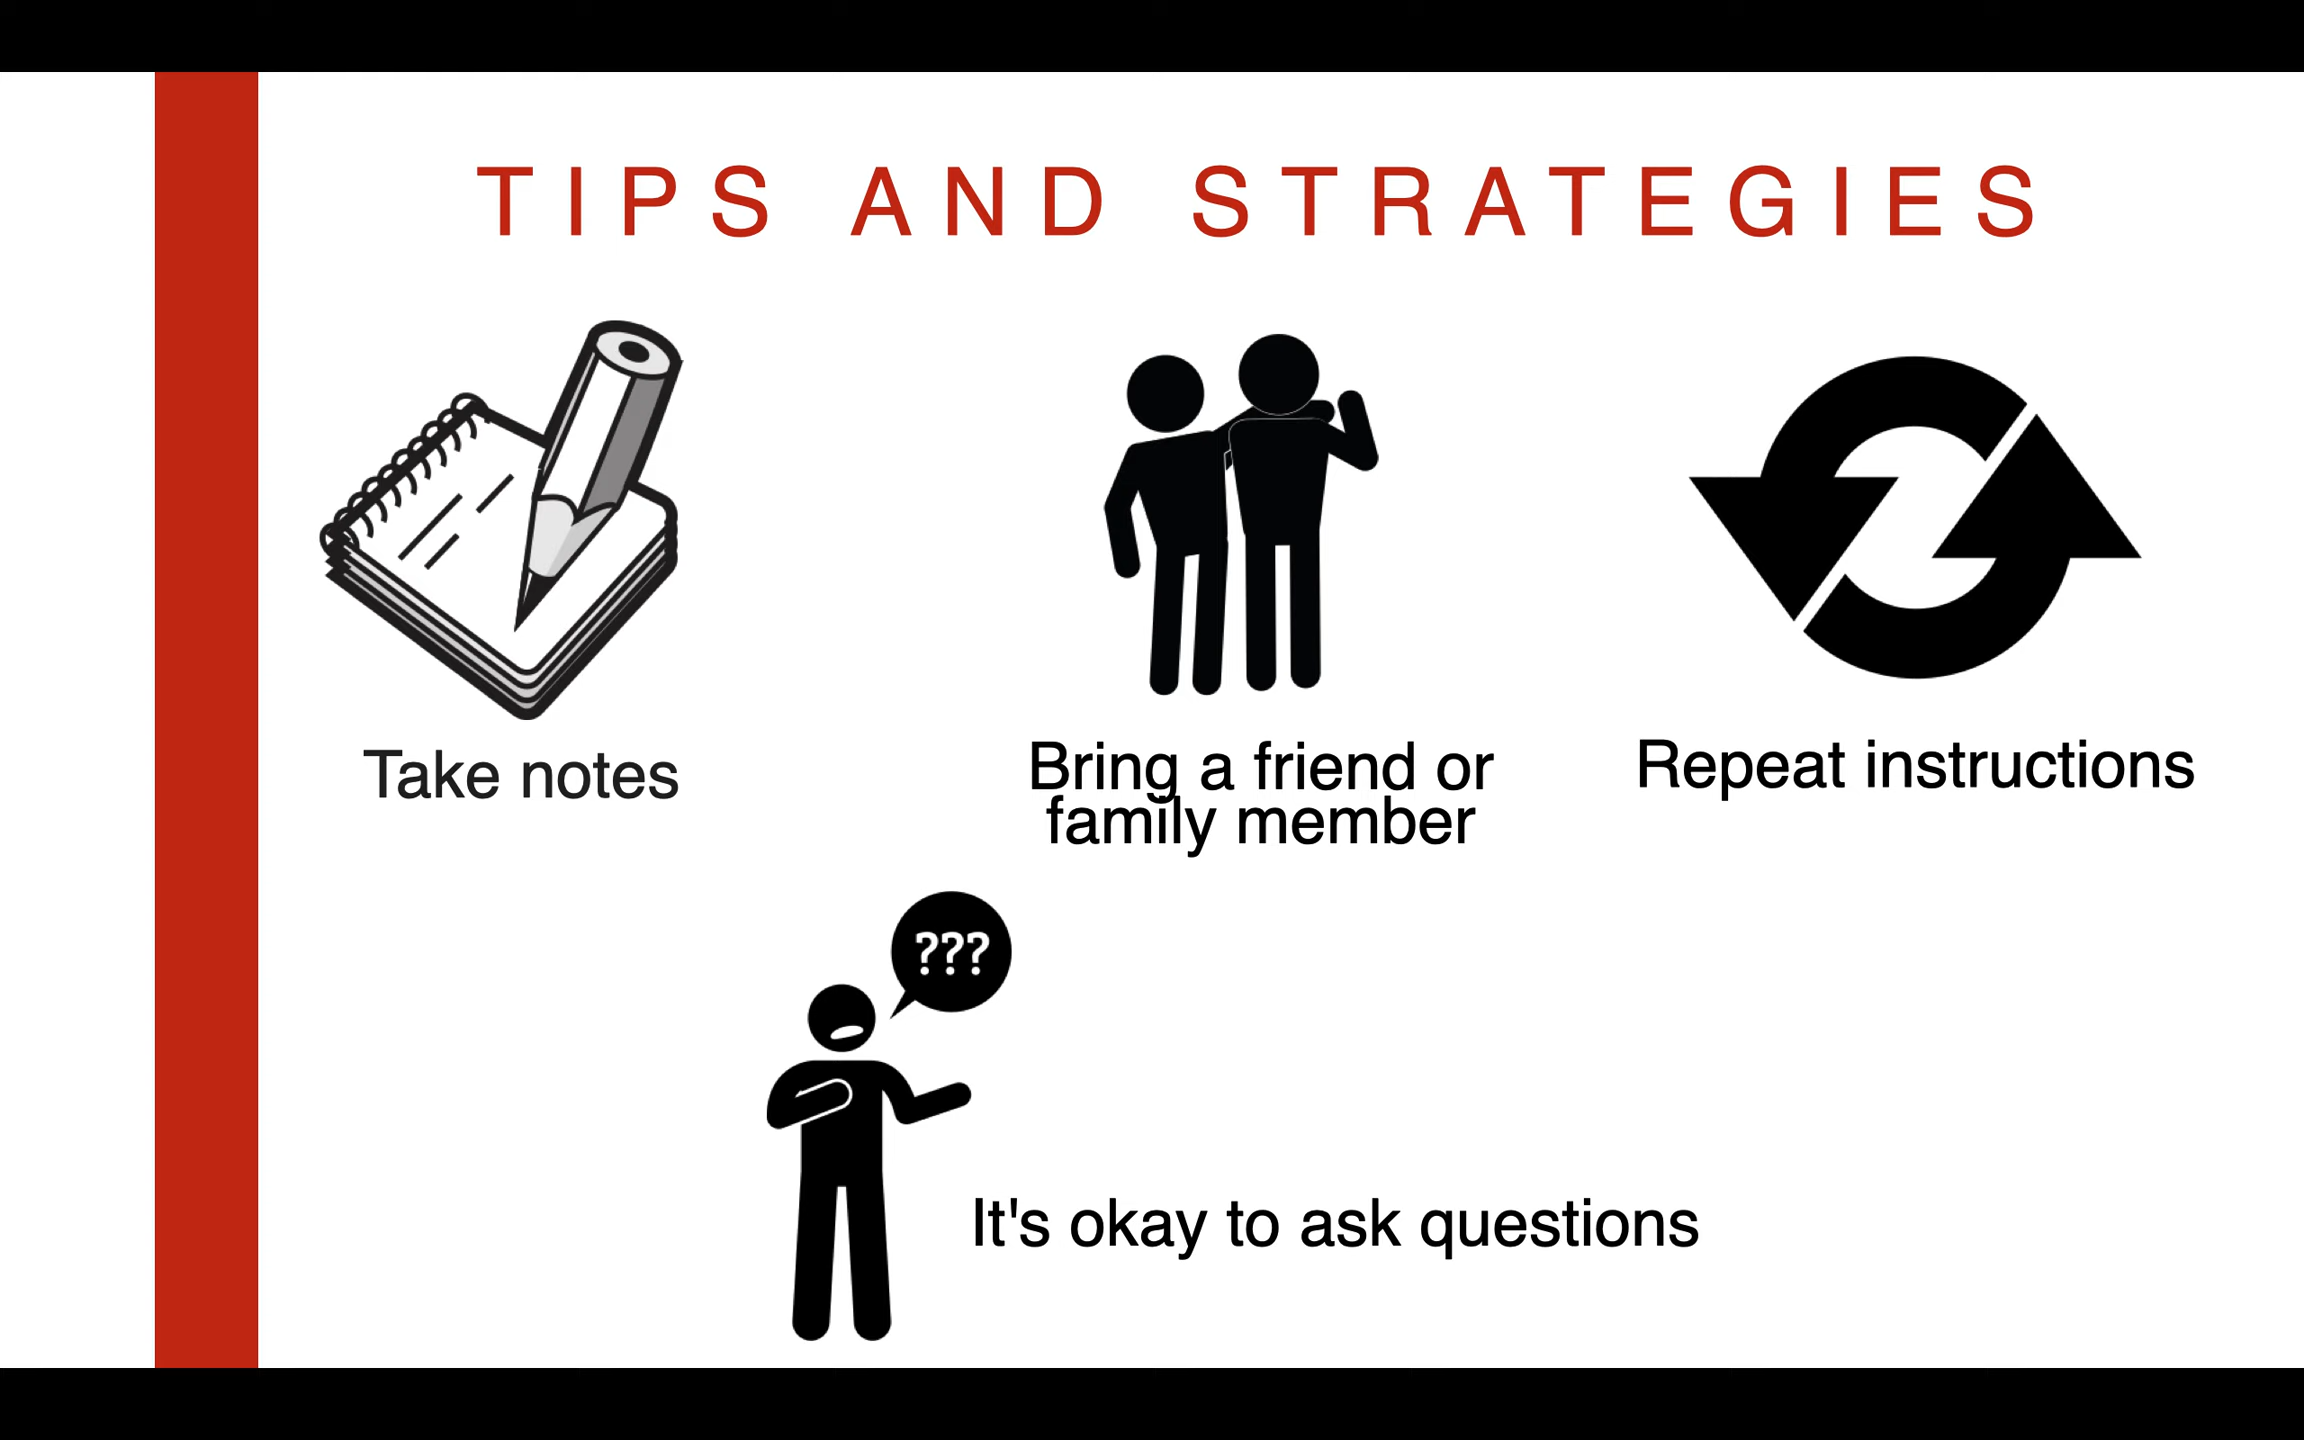 TIPS AND STRATEGIES
Take notes
Bring a friend or
family member
Repeat instructions
???
It's okay to ask questions